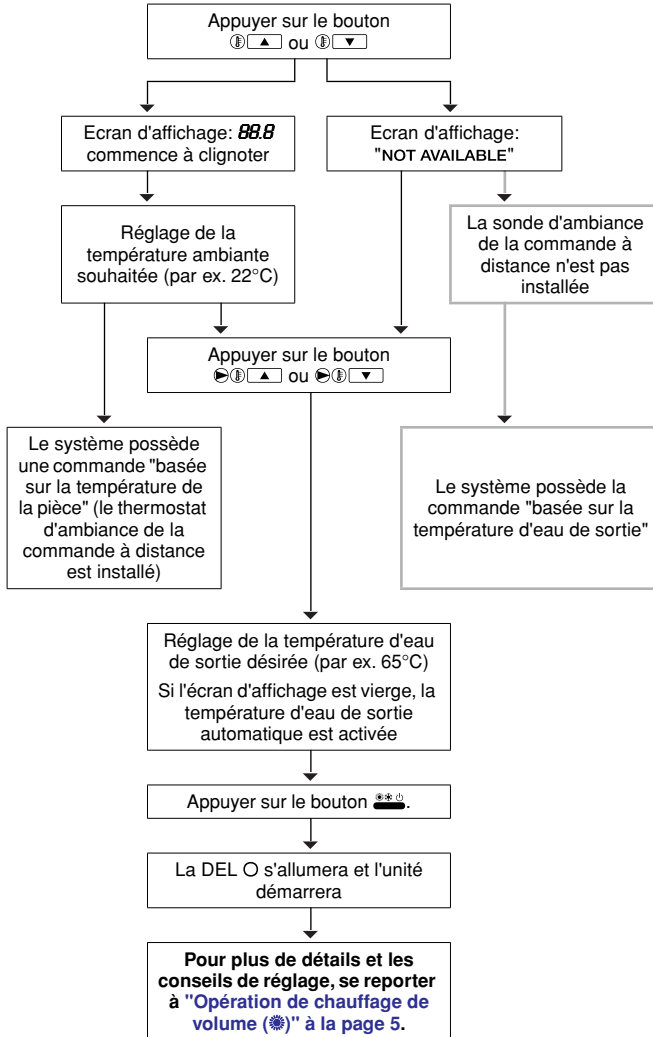 Appuyer sur le bouton
▲ ou ▼
Ecran d'affichage: 88.8
commence à clignoter
Ecran d'affichage:
"NOT AVAILABLE"
Réglage de la
température ambiante
souhaitée (par ex. 22°C)
La sonde d'ambiance
de la commande à
distance n'est pas
installée
Appuyer sur le bouton
▲ ou ▼
Le système possède
une commande "basée
sur la température de
la pièce" (le thermostat
d'ambiance de la
commande à distance
est installé)
Le système possède la
commande "basée sur la
température d'eau de sortie"
Réglage de la température d'eau
de sortie désirée (par ex. 65°C)
Si l'écran d'affichage est vierge, la
température d'eau de sortie
automatique est activée
Appuyer sur le bouton .
La DEL O s'allumera et l'unité
démarrera
Pour plus de détails et les
conseils de réglage, se reporter
à "Opération de chauffage de
volume (☀)" à la page 5.